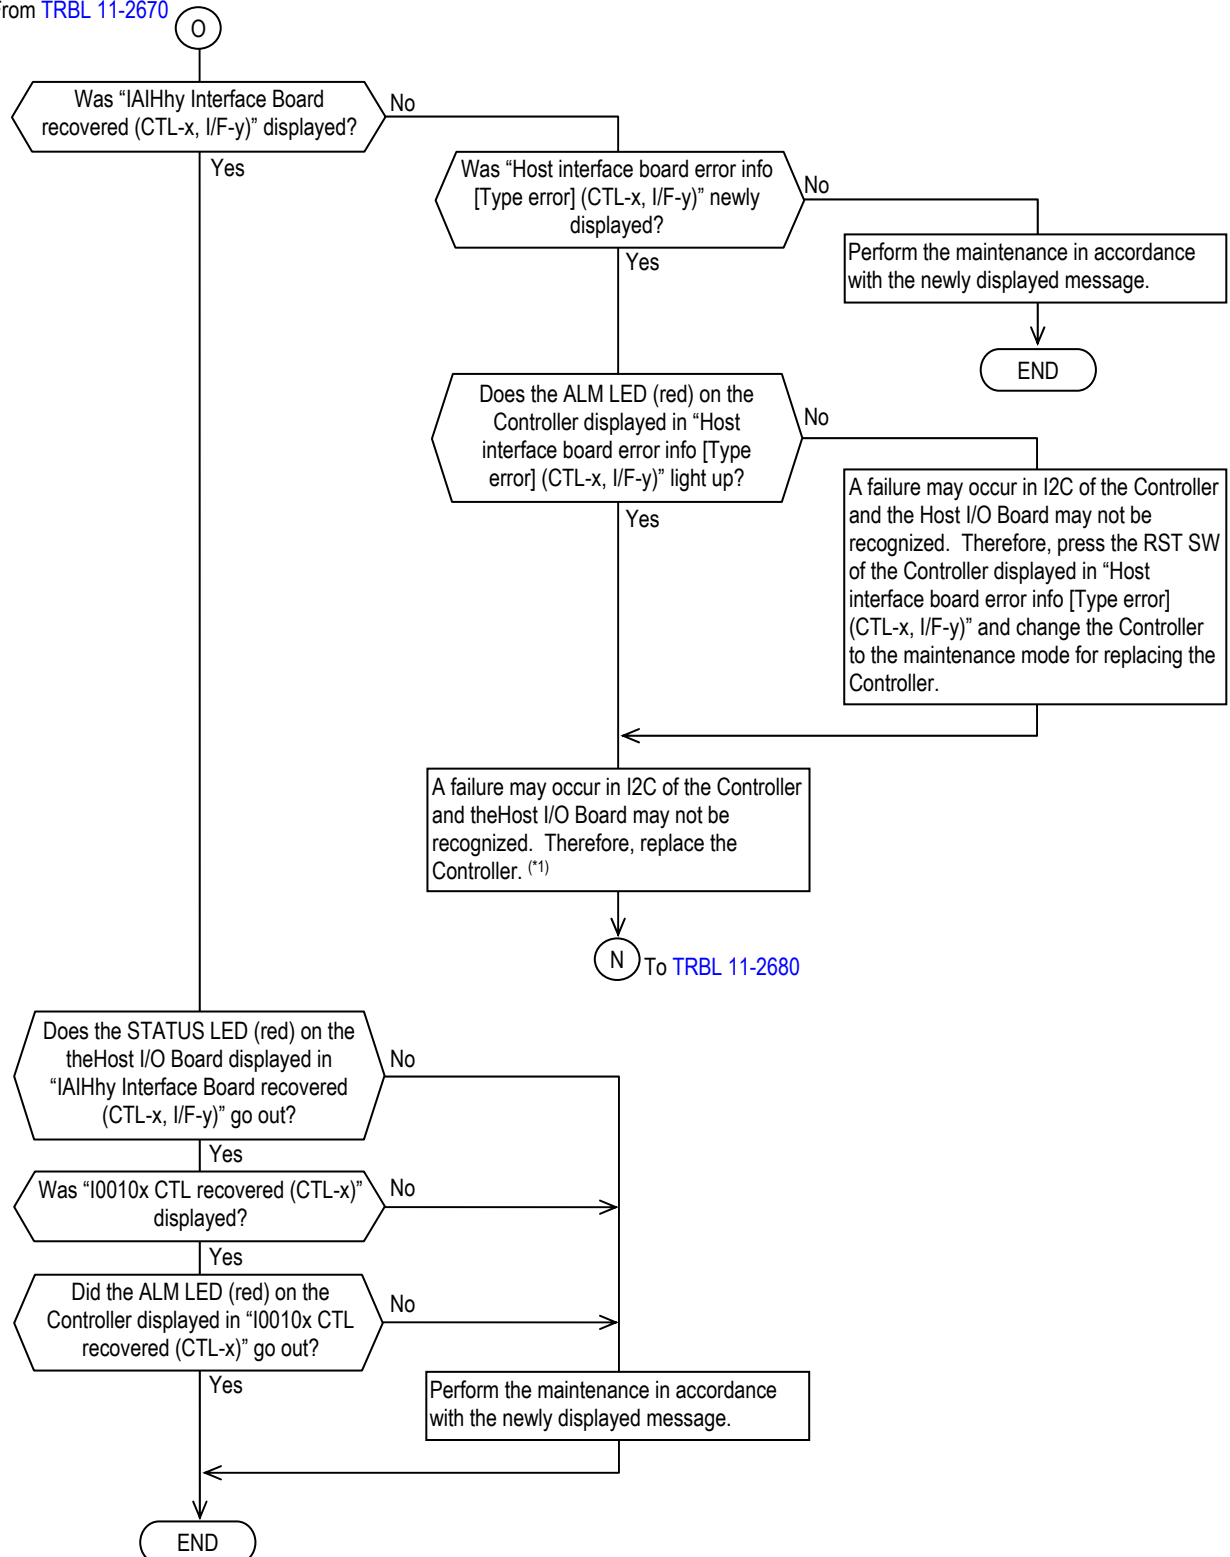 From TRBL 11-2670
O
Was “IAIHhy Interface Board
recovered (CTL-x, I/F-y)” displayed?
No
Yes
Was “Host interface board error info
[Type error] (CTL-x, I/F-y)” newly
displayed?
No
Yes
Perform the maintenance in accordance
with the newly displayed message.
END
Does the ALM LED (red) on the
Controller displayed in “Host
interface board error info [Type
error] (CTL-x, I/F-y)” light up?
No
Yes
A failure may occur in I2C of the Controller
and the Host I/O Board may not be
recognized.  Therefore, press the RST SW
of the Controller displayed in “Host
interface board error info [Type error]
(CTL-x, I/F-y)” and change the Controller
to the maintenance mode for replacing the
Controller.
A failure may occur in I2C of the Controller
and theHost I/O Board may not be
recognized.  Therefore, replace the
Controller. (*1)
N To TRBL 11-2680
Does the STATUS LED (red) on the
theHost I/O Board displayed in
“IAIHhy Interface Board recovered
(CTL-x, I/F-y)” go out?
No
Yes
Was “I0010x CTL recovered (CTL-x)”
displayed?
No
Yes
Did the ALM LED (red) on the
Controller displayed in “I0010x CTL
recovered (CTL-x)” go out?
No
Yes
Perform the maintenance in accordance
with the newly displayed message.
END